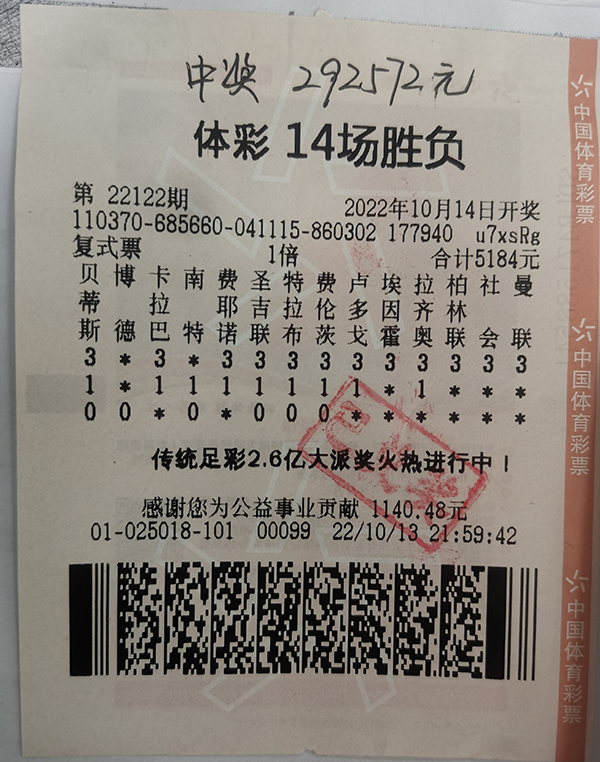 中奖 292572元
体彩 14场胜负
第 22122期 2022年10月14日开奖
110370-685660-041115-860302 177940 u7xsRg
复式票 1倍 合计5184元
贝 博 卡 南 费 圣 特 费 卢 埃 拉 柏 社 曼
蒂 拉 耶 吉 拉 伦 多 因 齐 林
斯 德 巴 特 诺 联 布 茨 戈 霍 奥 联 会 联
3 * 3 * 3 3 3 3 3 3 3 3 3 3
1 * 1 1 1 1 1 1 1 * 1 * * *
0 0 * 0 * 0 0 0 * * * * * *
传统足彩2.6亿大派奖火热进行中!
感谢您为公益事业贡献 1140.48元
01-025018-101 00099 22/10/13 21:59:42
中国体育彩票
中国体育彩票
中国体育彩票